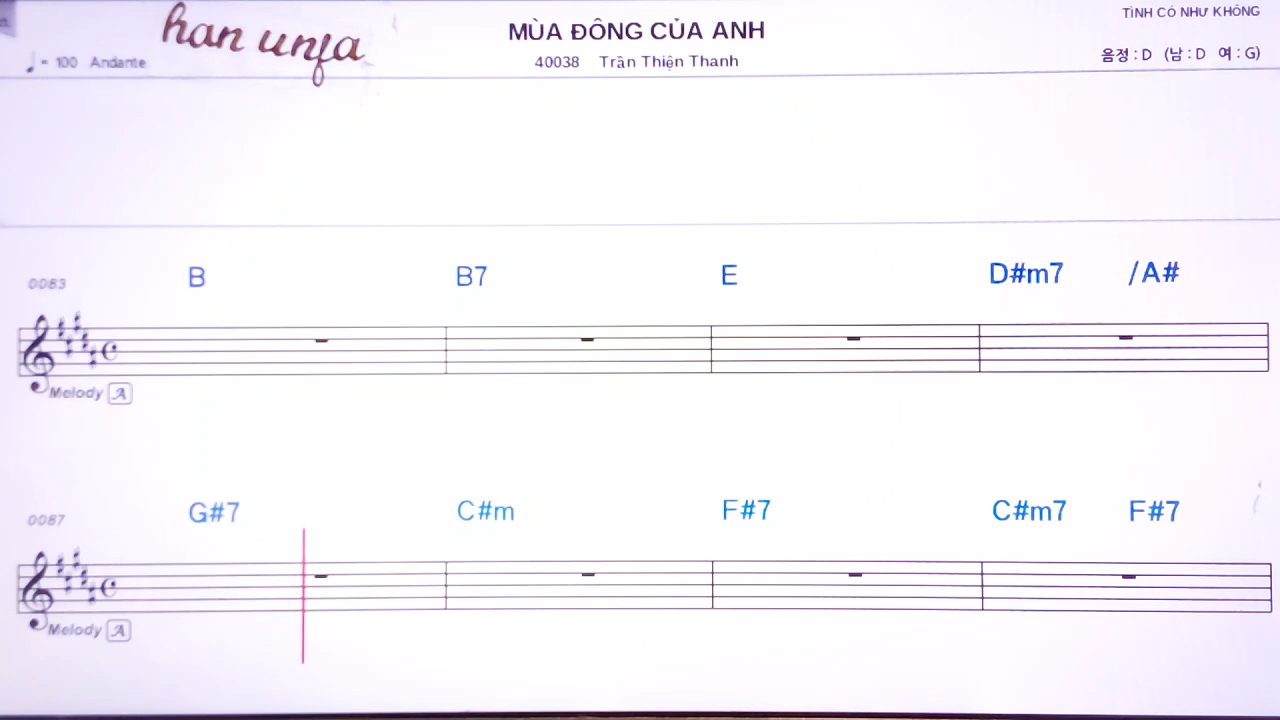 han unfa
MÙA ĐÔNG CỦA ANH
TÌNH CÓ NHƯ KHÔNG
♩ = 100 Andante
40038 Trần Thiện Thanh
음정 : D (남 : D 여 : G)
0083 B B7 E D#m7 /A#
Melody A
0087 G#7 C#m F#7 C#m7 F#7
Melody A